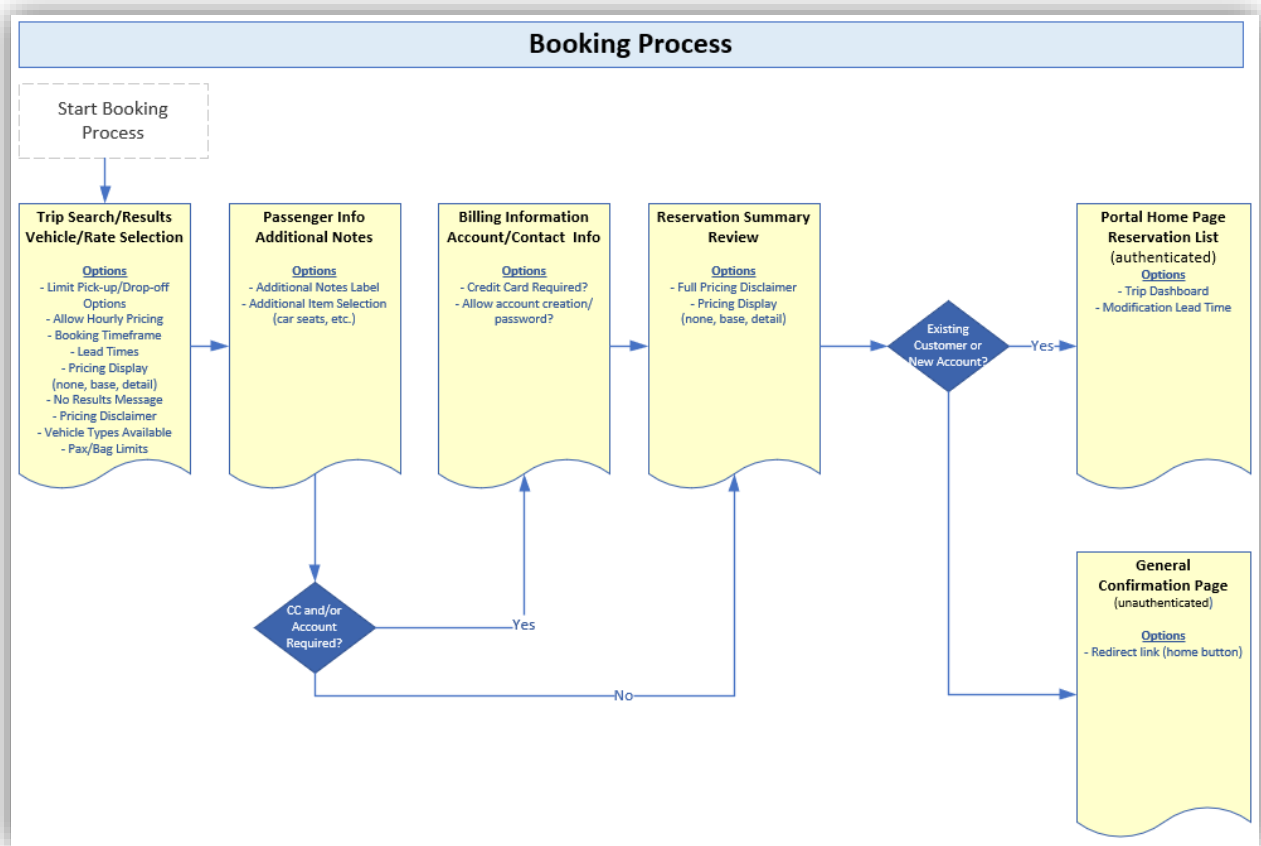 Booking Process
Start Booking
Process
Trip Search/Results
Vehicle/Rate Selection
Options
- Limit Pick-up/Drop-off
Options
- Allow Hourly Pricing
- Booking Timeframe
- Lead Times
- Pricing Display
(none, base, detail)
- No Results Message
- Pricing Disclaimer
- Vehicle Types Available
- Pax/Bag Limits
Passenger Info
Additional Notes
Options
- Additional Notes Label
- Additional Item Selection
(car seats, etc.)
Billing Information
Account/Contact Info
Options
- Credit Card Required?
- Allow account creation/
password?
Reservation Summary
Review
Options
- Full Pricing Disclaimer
- Pricing Display
(none, base, detail)
Existing
Customer or
New Account?
Yes
Portal Home Page
Reservation List
(authenticated)
Options
- Trip Dashboard
- Modification Lead Time
CC and/or
Account
Required?
Yes
No
General
Confirmation Page
(unauthenticated)
Options
- Redirect link (home button)